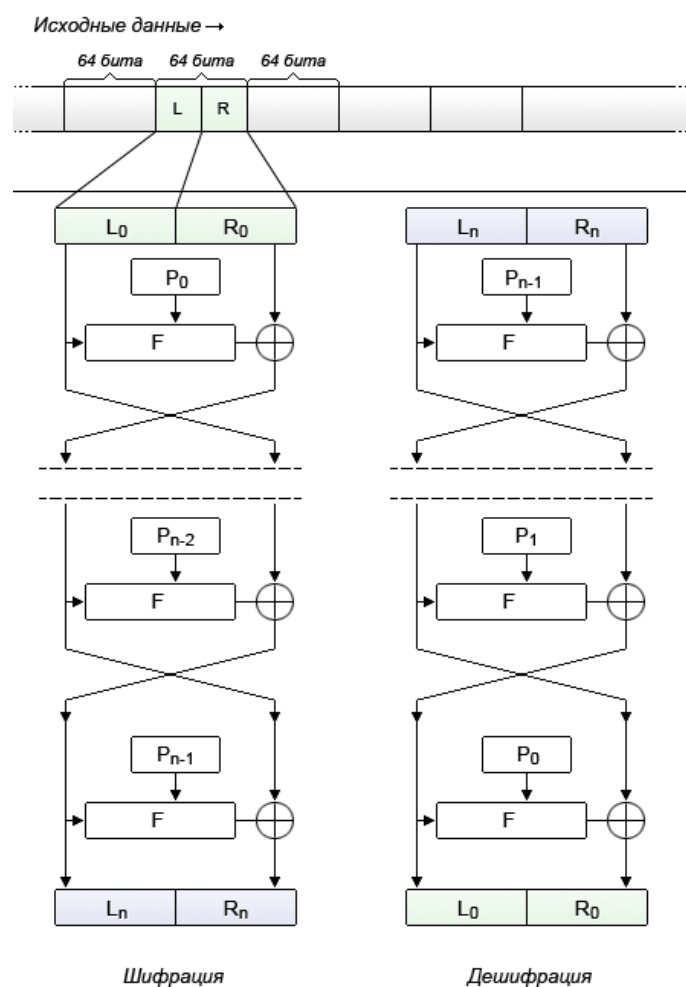 Исходные данные →
64 бита 64 бита 64 бита
L R
L0 R0 Ln Rn
P0 Pn-1
F F
Pn-2 P1
F F
Pn-1 P0
F F
Ln Rn L0 R0
Шифрация Дешифрация